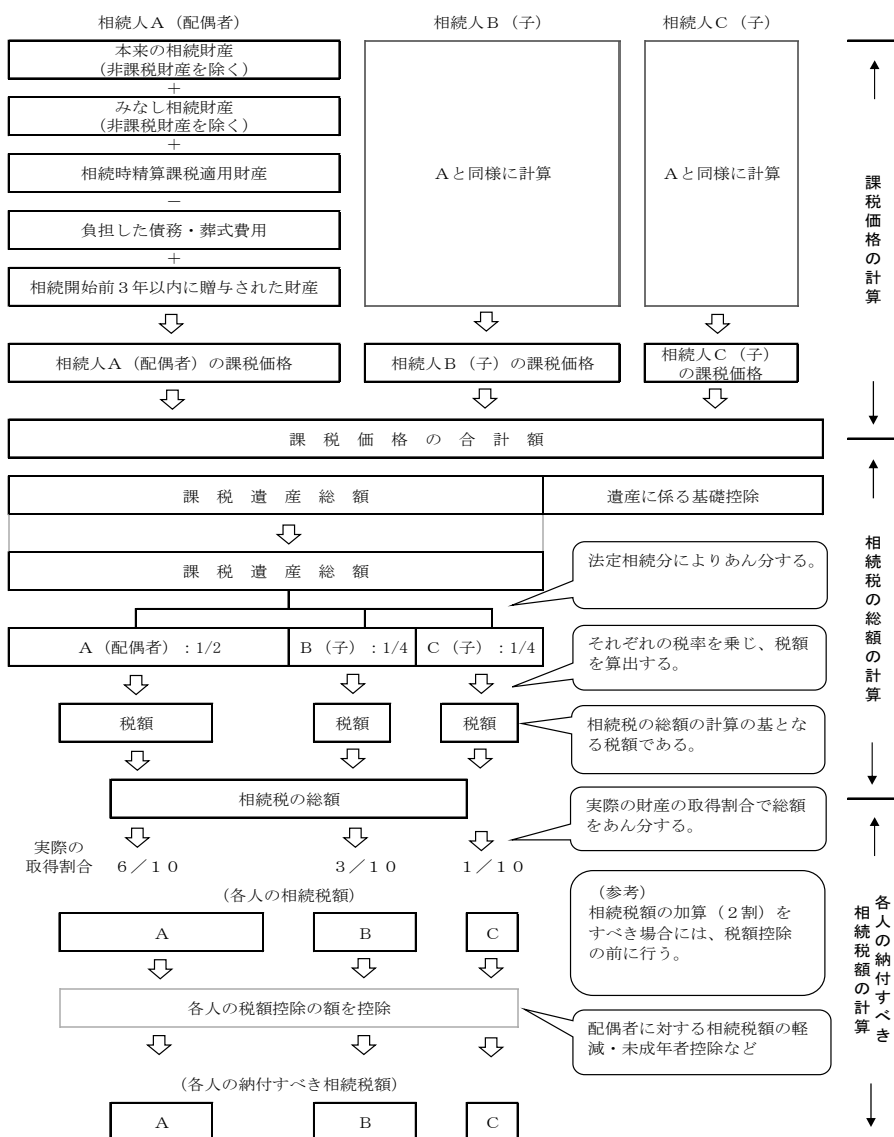 相続人A（配偶者）
相続人B（子）
相続人C（子）
本来の相続財産
（非課税財産を除く）
＋
みなし相続財産
（非課税財産を除く）
＋
相続時精算課税適用財産
－
負担した債務・葬式費用
＋
相続開始前３年以内に贈与された財産
Aと同様に計算
Aと同様に計算
課税価格の計算
相続人A（配偶者）の課税価格
相続人B（子）の課税価格
相続人C（子）
の課税価格
課税価格の合計額
課税遺産総額
遺産に係る基礎控除
課税遺産総額
法定相続分によりあん分する。
A（配偶者）：1/2
B（子）：1/4
C（子）：1/4
それぞれの税率を乗じ、税額
を算出する。
税額
税額
税額
相続税の総額の計算の基とな
る税額である。
相続税の総額の計算
相続税の総額
実際の財産の取得割合で総額
をあん分する。
実際の
取得割合
６／１０
３／１０
１／１０
（各人の相続税額）
（参考）
相続税額の加算（２割）を
すべき場合には、税額控除
の前に行う。
A
B
C
各人の納付すべき
相続税額の計算
各人の税額控除の額を控除
配偶者に対する相続税額の軽
減・未成年者控除など
（各人の納付すべき相続税額）
A
B
C